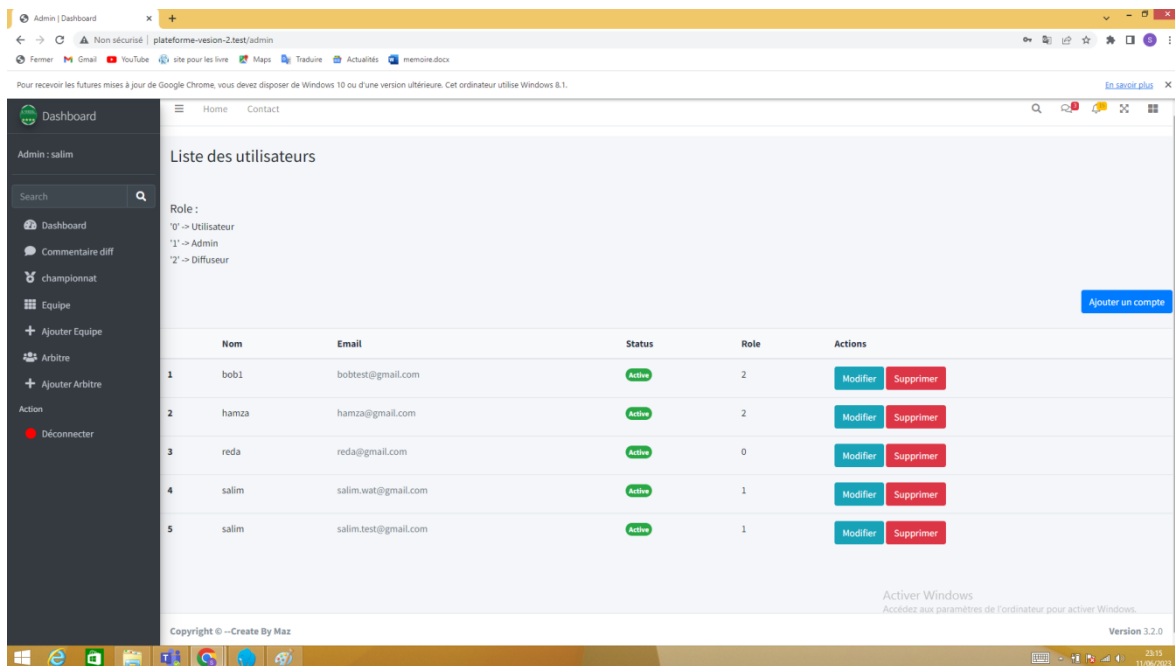 Admin | Dashboard
Non sécurisé | plateforme-vesion-2.test/admin
Fermer Gmail YouTube site pour les livre Maps Traduire Actualités memoire.docx
Pour recevoir les futures mises à jour de Google Chrome, vous devez disposer de Windows 10 ou d'une version ultérieure. Cet ordinateur utilise Windows 8.1. En savoir plus
Dashboard
Home Contact
Admin : salim
Search
Dashboard
Commentaire diff
championnat
Equipe
Ajouter Equipe
Arbitre
Ajouter Arbitre
Action
Déconnecter
Liste des utilisateurs
Role :
'0' -> Utilisateur
'1' -> Admin
'2' -> Diffuseur
Ajouter un compte
Nom Email Status Role Actions
1 bob1 bobtest@gmail.com Active 2 Modifier Supprimer
2 hamza hamza@gmail.com Active 2 Modifier Supprimer
3 reda reda@gmail.com Active 0 Modifier Supprimer
4 salim salim.wat@gmail.com Active 1 Modifier Supprimer
5 salim salim.test@gmail.com Active 1 Modifier Supprimer
Activer Windows
Accédez aux paramètres de l'ordinateur pour activer Windows.
Copyright © --Create By Maz Version 3.2.0
23:15
11/06/2023